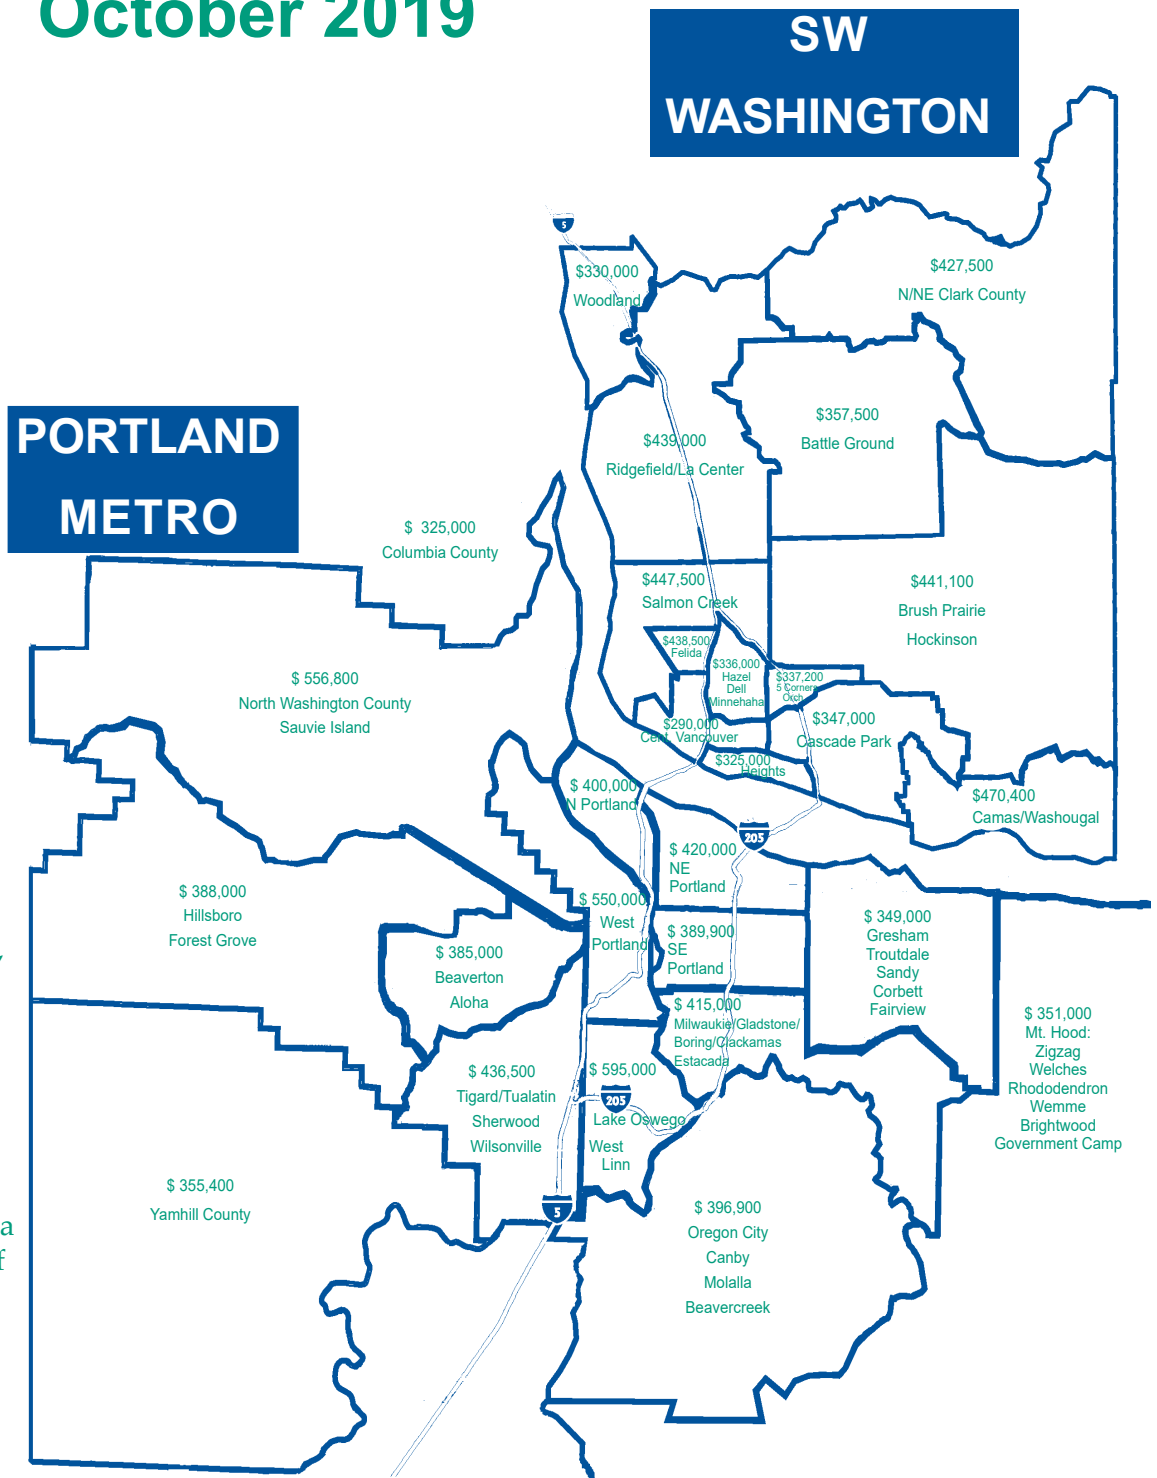 October 2019
SW
WASHINGTON
5
$330,000
Woodland
$427,500
N/NE Clark County
$357,500
Battle Ground
$439,000
Ridgefield/La Center
PORTLAND
METRO
$ 325,000
Columbia County
$447,500
Salmon Creek
$441,100
Brush Prairie
Hockinson
$438,500
Felida
$336,000
Hazel
Dell
Minnehaha
$337,200
5 Corners
Orch.
$ 556,800
North Washington County
Sauvie Island
$347,000
Cascade Park
$290,000
Cent. Vancouver
$325,000
Heights
$470,400
Camas/Washougal
$ 400,000
N Portland
205
$ 420,000
NE
Portland
$ 388,000
Hillsboro
Forest Grove
$ 550,000
West
Portland
$ 385,000
Beaverton
Aloha
$ 389,900
SE
Portland
$ 349,000
Gresham
Troutdale
Sandy
Corbett
Fairview
$ 415,000
Milwaukie/Gladstone/
Boring/Clackamas
Estacada
$ 351,000
Mt. Hood:
Zigzag
Welches
Rhododendron
Wemme
Brightwood
Government Camp
$ 436,500
Tigard/Tualatin
Sherwood
Wilsonville
$ 595,000
205
Lake Oswego
West
Linn
5
$ 355,400
Yamhill County
$ 396,900
Oregon City
Canby
Molalla
Beavercreek
a
f